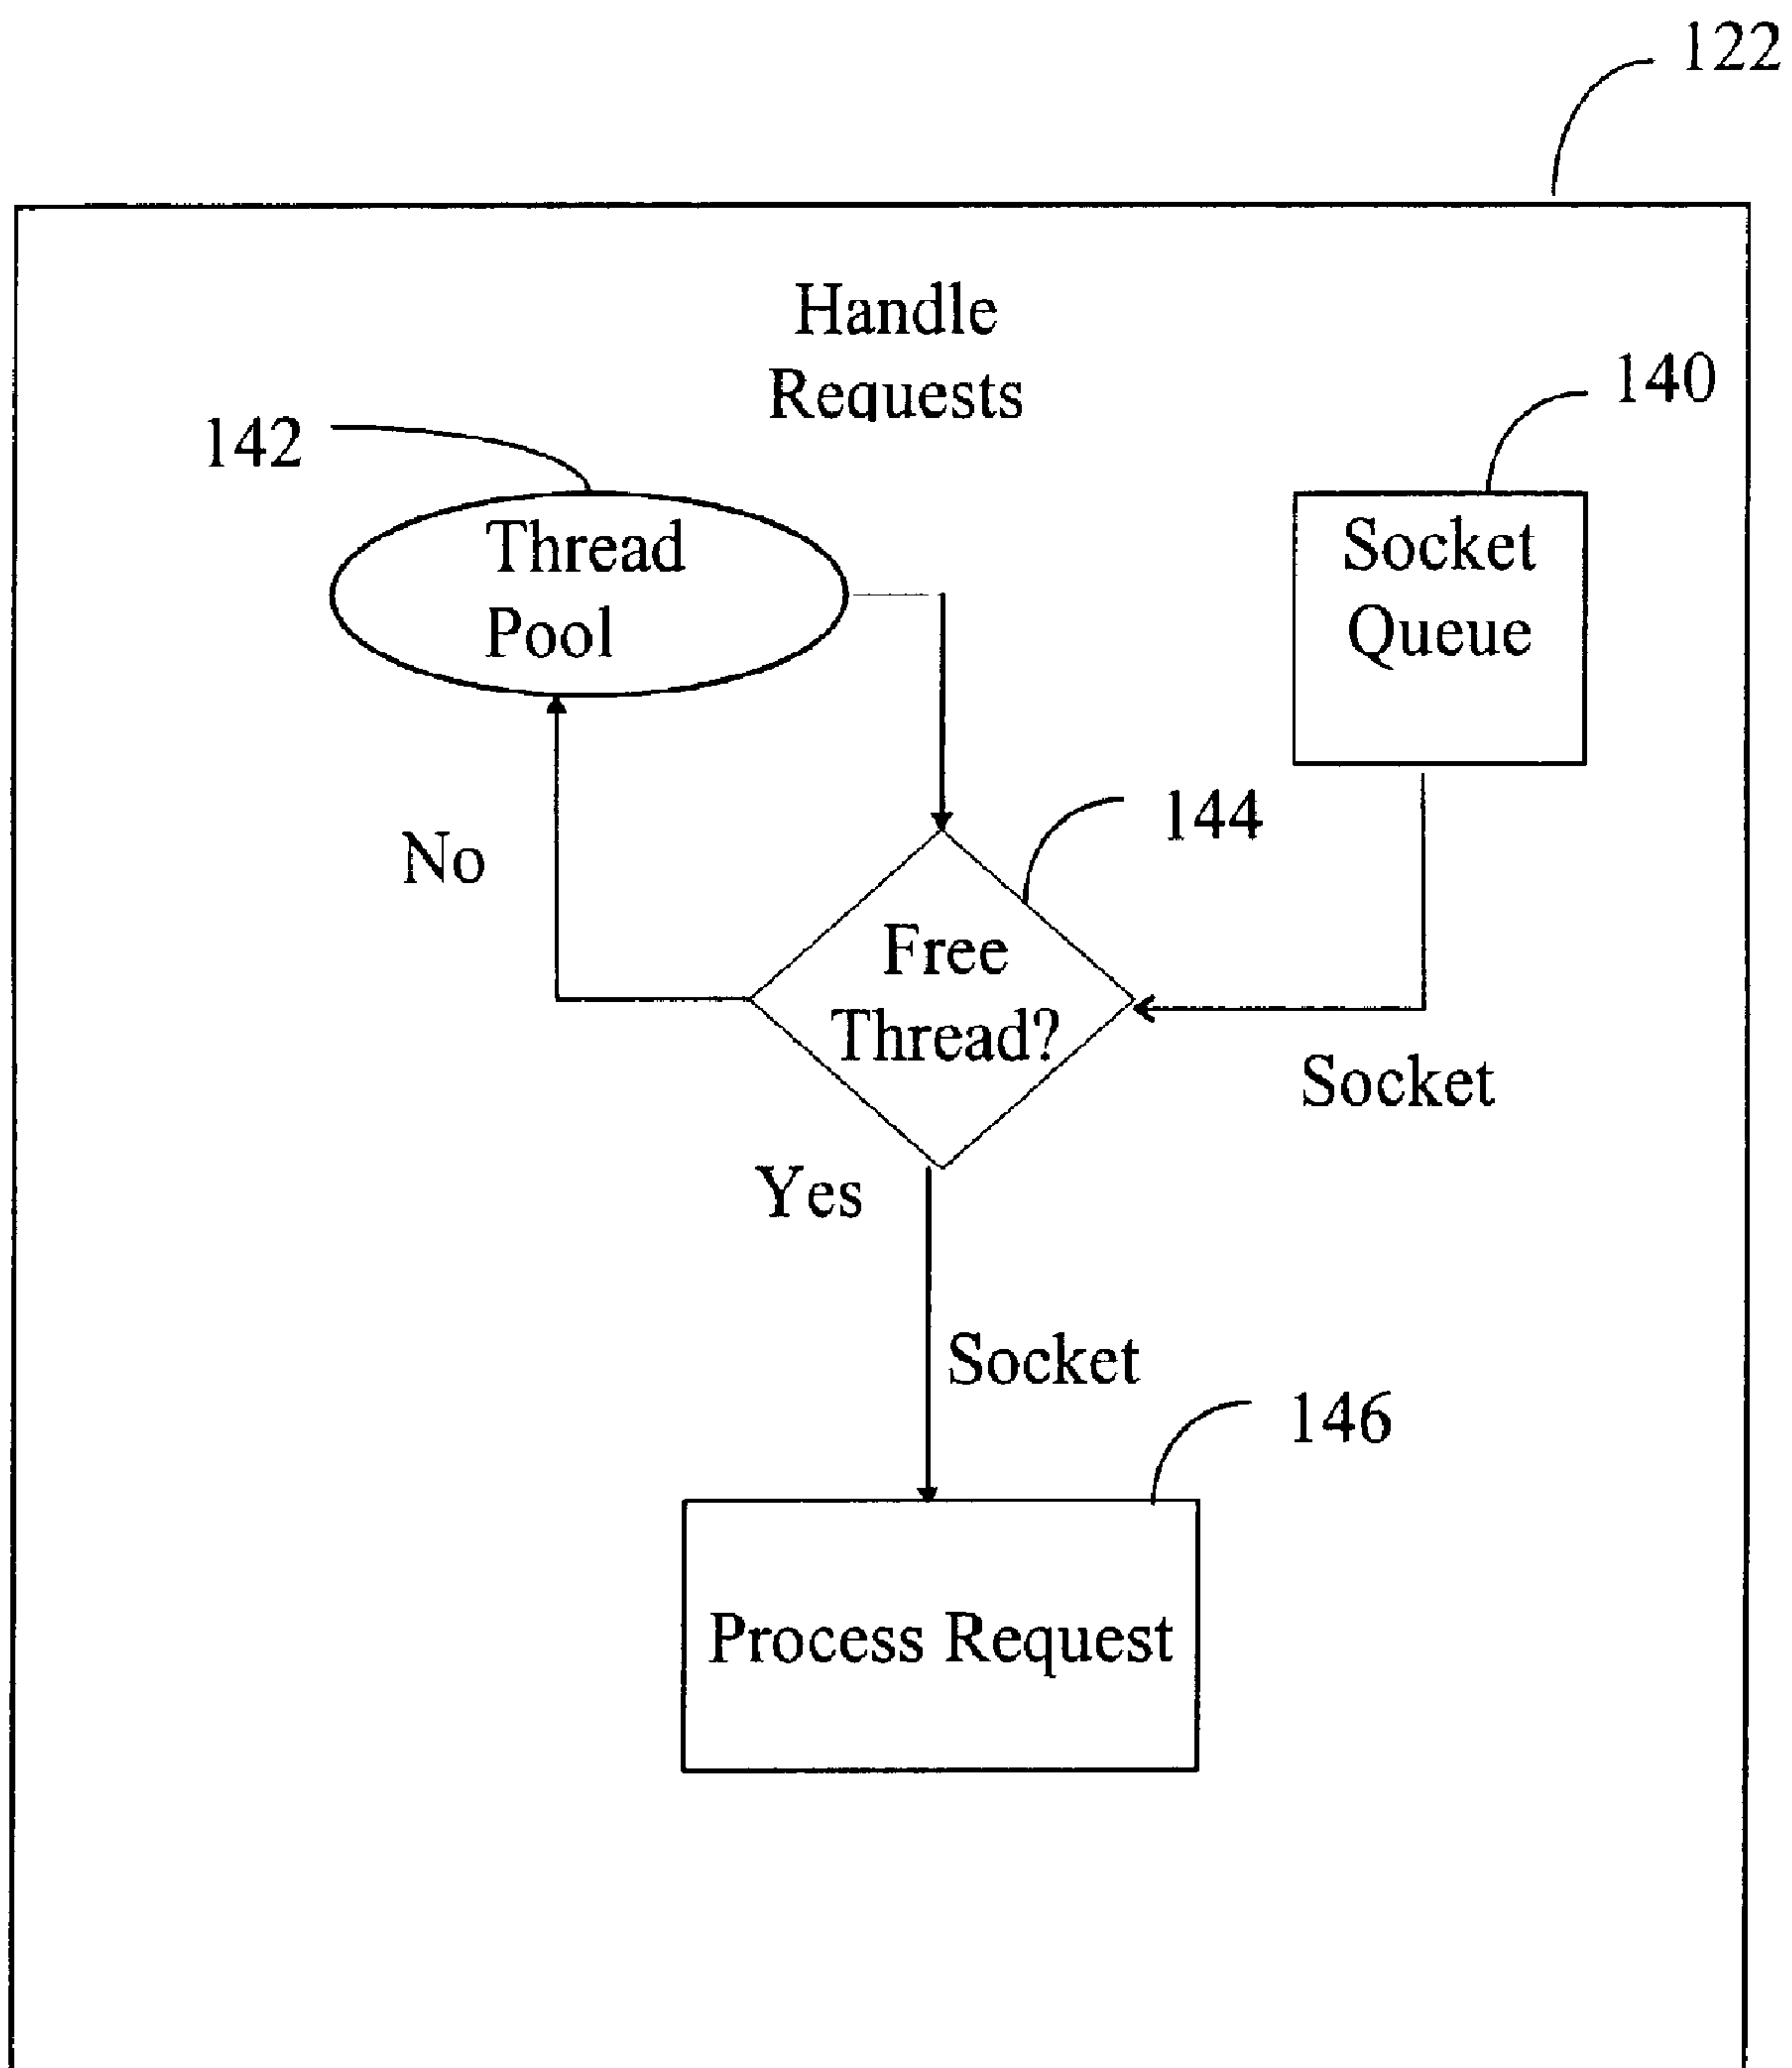 122
Handle
Requests
140
142
Thread
Pool
Socket
Queue
144
No
Free
Thread?
Socket
Yes
Socket
146
Process Request